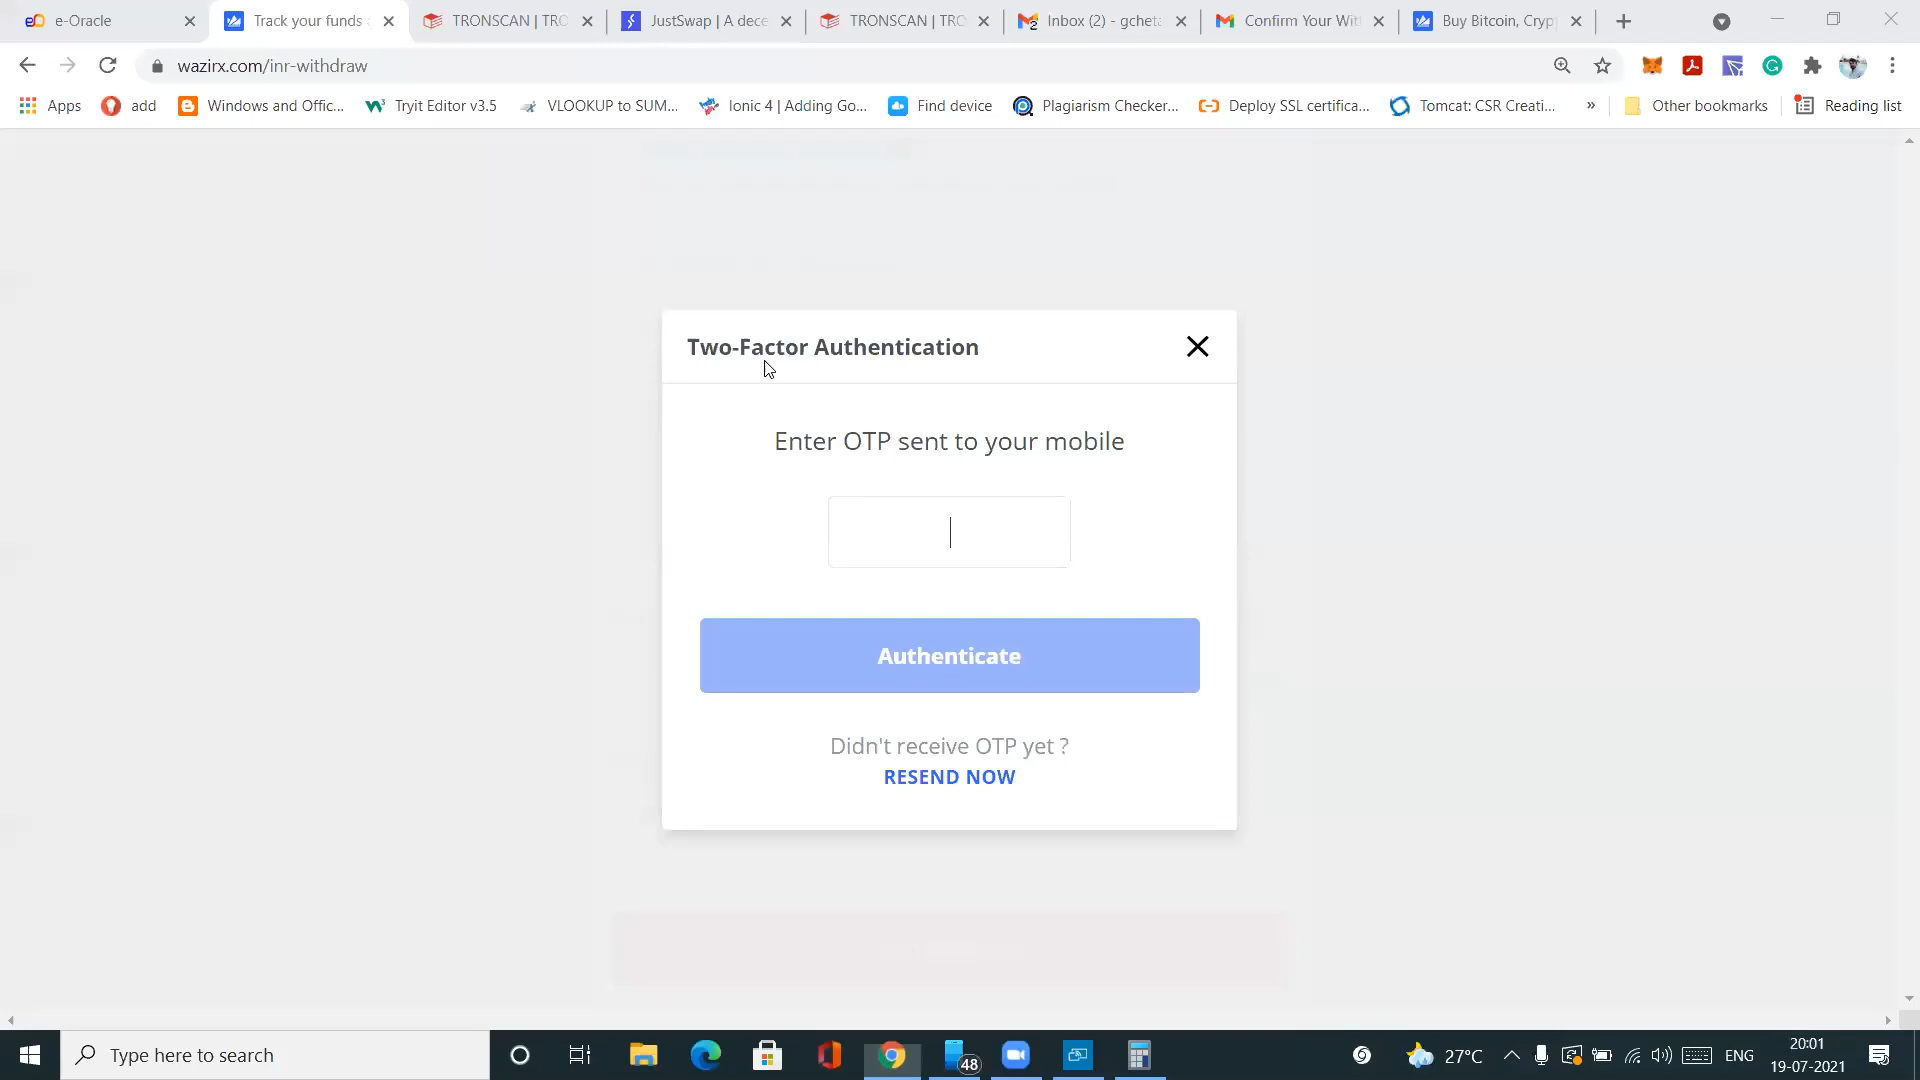 e-Oracle
Track your funds
TRONSCAN | TRO
JustSwap | A dece
TRONSCAN | TRO
Inbox (2) - gcheta
Confirm Your With
Buy Bitcoin, Cryp
wazirx.com/inr-withdraw
Apps
add
Windows and Offic...
Tryit Editor v3.5
VLOOKUP to SUM...
Ionic 4 | Adding Go...
Find device
Plagiarism Checker...
Deploy SSL certifica...
Tomcat: CSR Creati...
»
Other bookmarks
Reading list
Two-Factor Authentication
Enter OTP sent to your mobile
Authenticate
Didn't receive OTP yet ?
RESEND NOW
Type here to search
48
27°C
ENG
20:01
19-07-2021